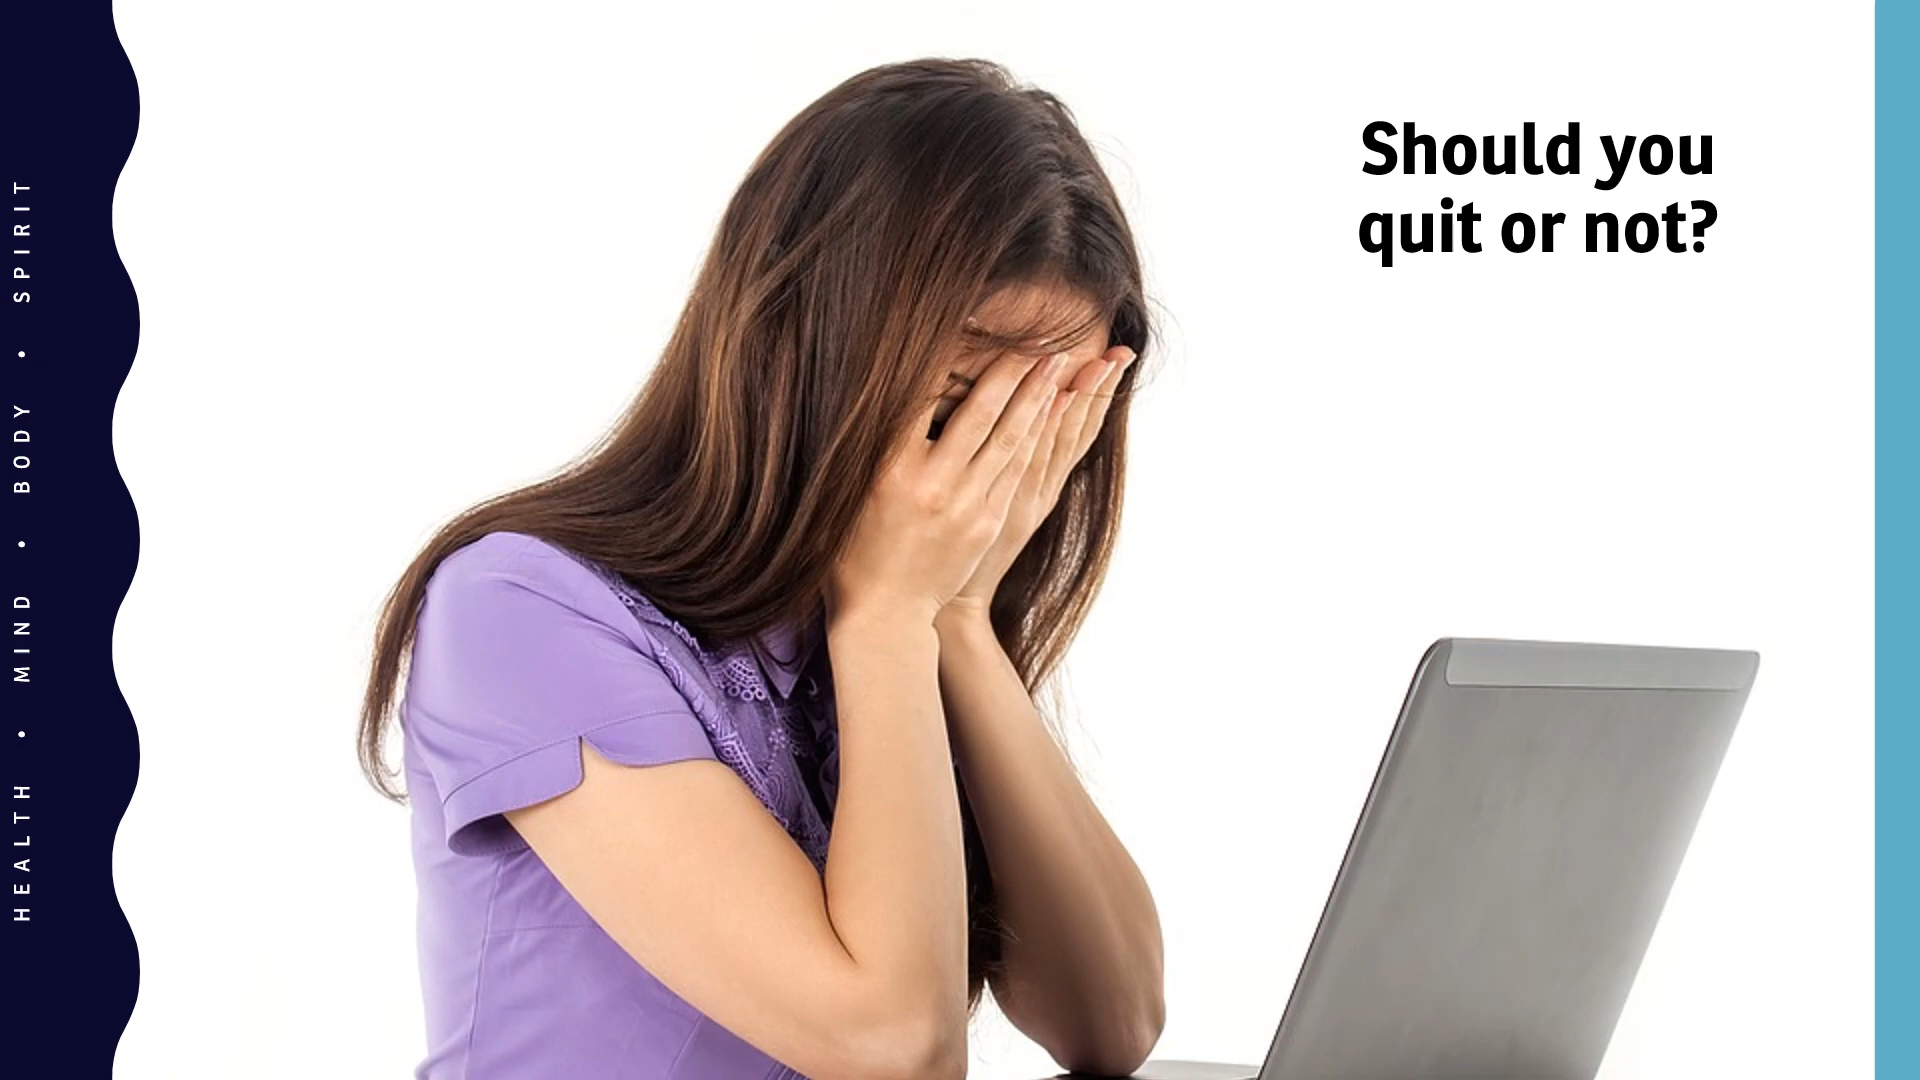 HEALTH • MIND • BODY • SPIRIT
Should you
quit or not?